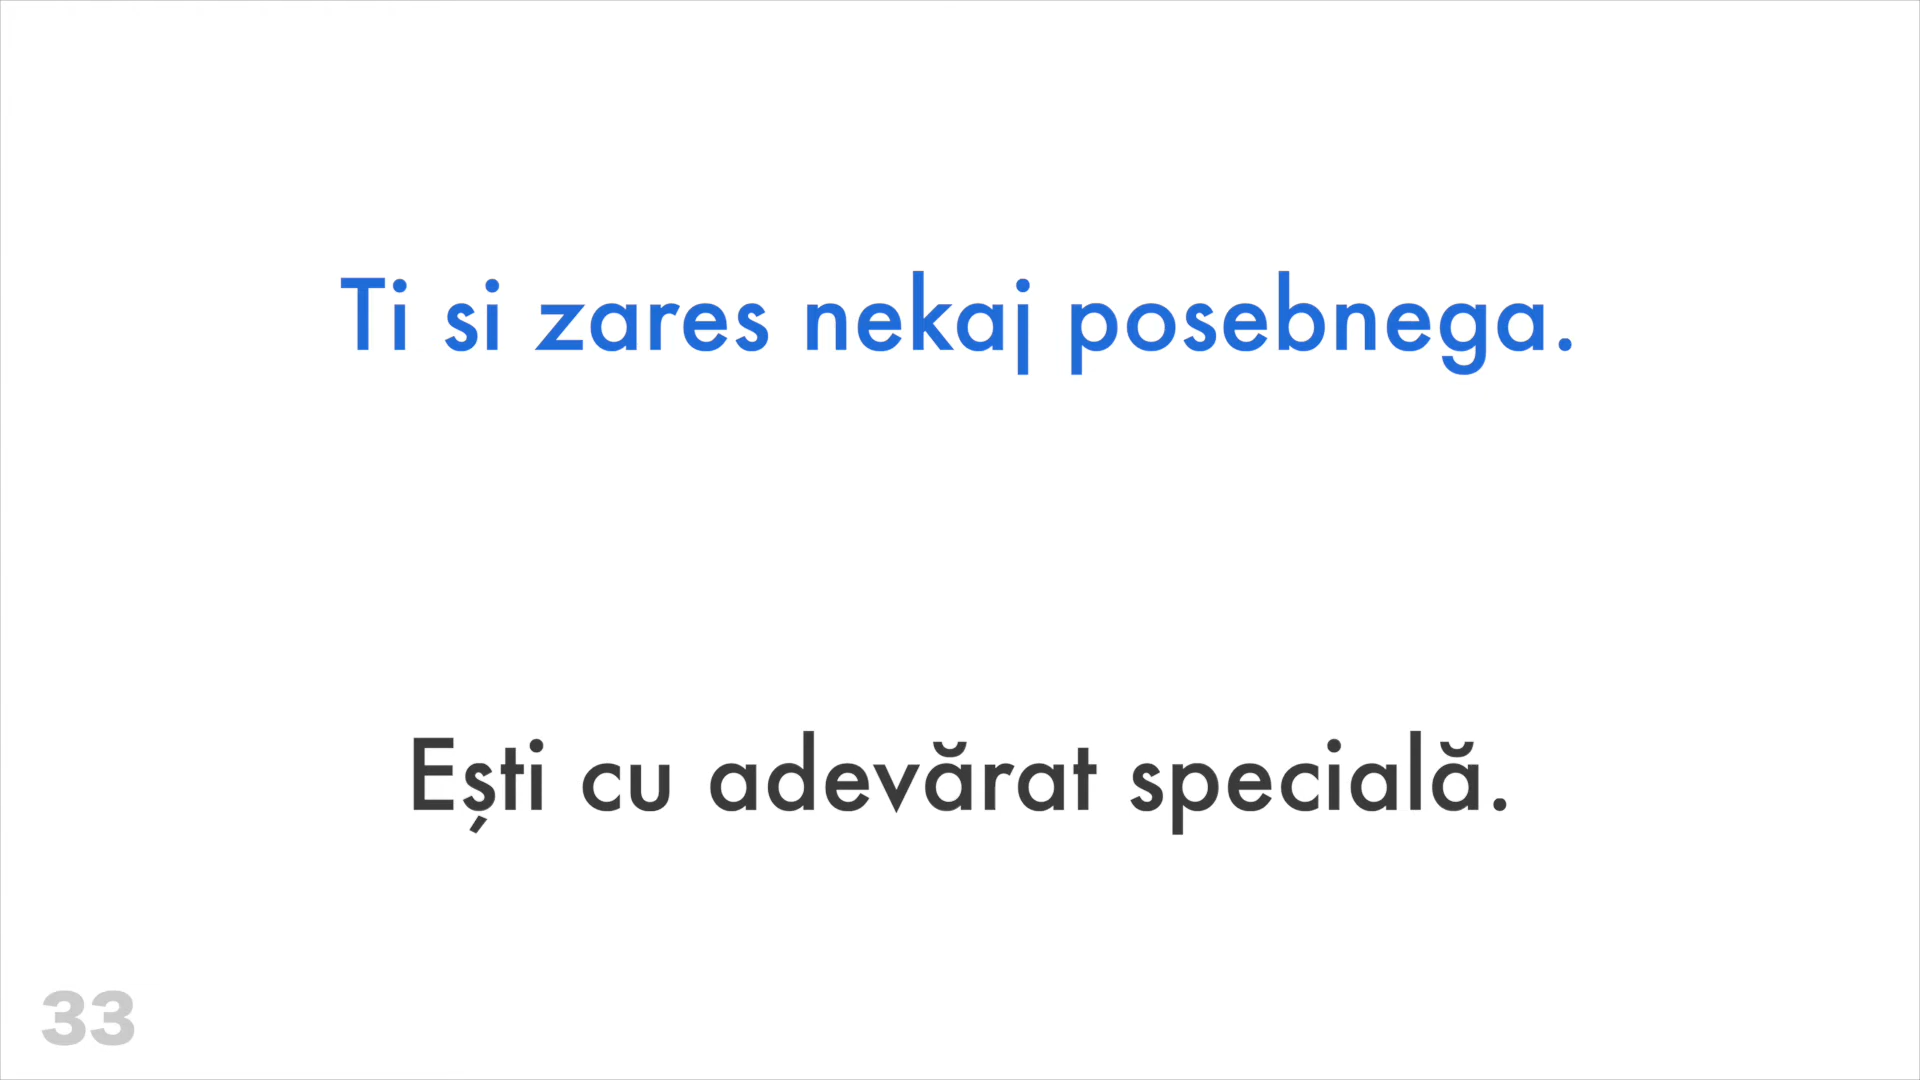 Ti si zares nekaj posebnega.
Ești cu adevărat specială.
33